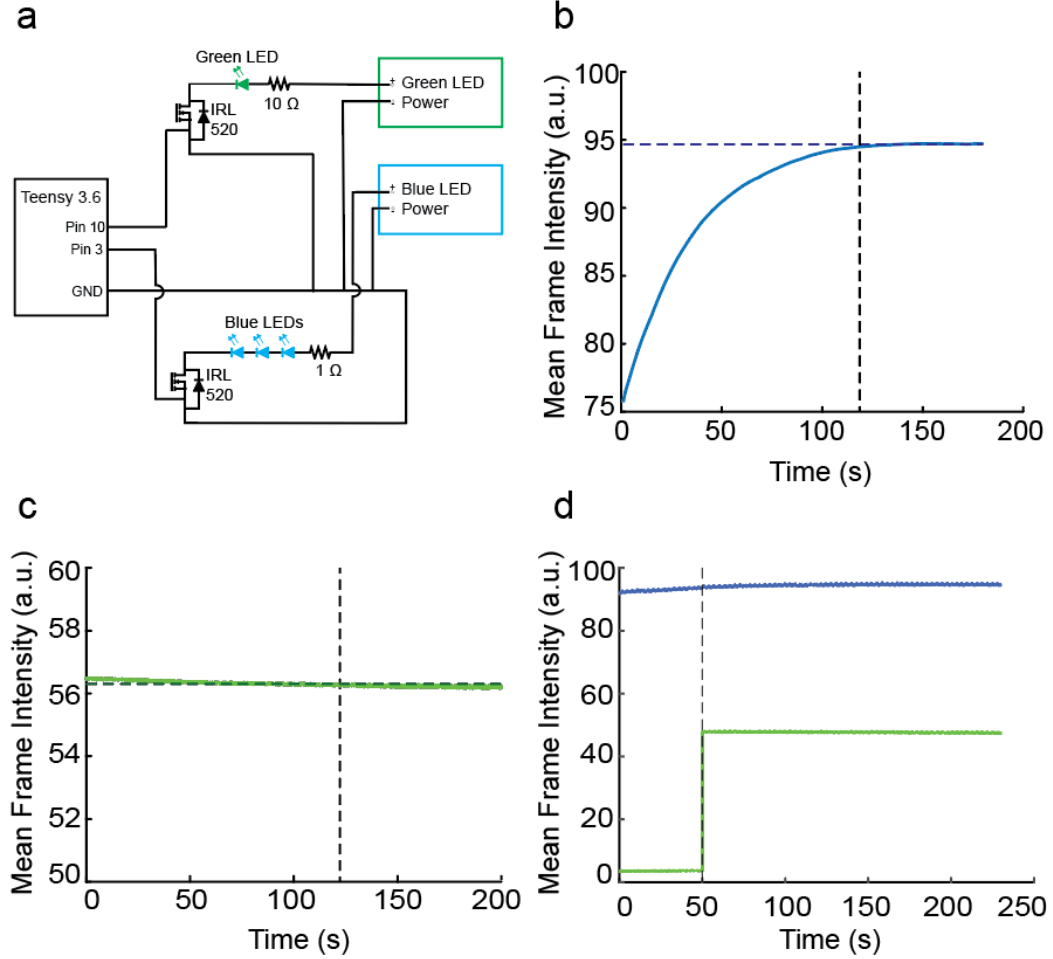 a
Green LED
10 Ω
IRL
520
+ Green LED
- Power
+ Blue LED
- Power
Teensy 3.6
Pin 10
Pin 3
GND
Blue LEDs
1 Ω
IRL
520
b
Mean Frame Intensity (a.u.)
100
95
90
85
80
75
0 50 100 150 200
Time (s)
c
Mean Frame Intensity (a.u.)
60
58
56
54
52
50
0 50 100 150 200
Time (s)
d
Mean Frame Intensity (a.u.)
100
80
60
40
20
0
0 50 100 150 200 250
Time (s)